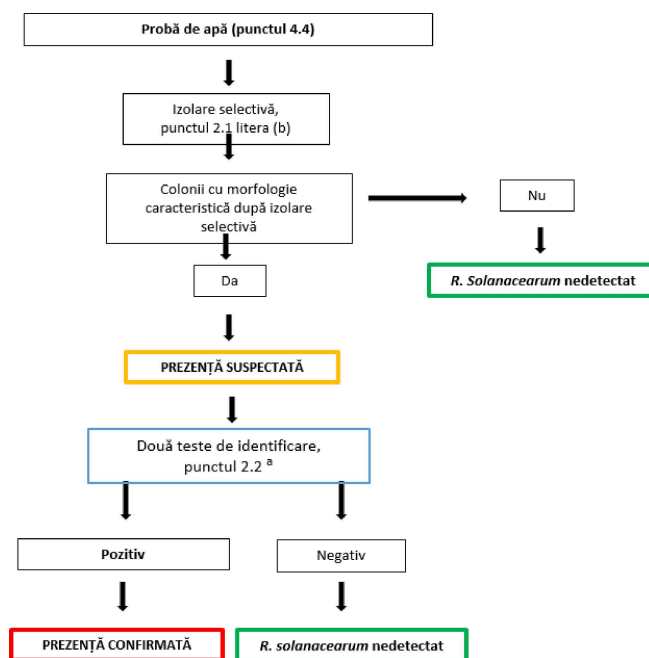 Probă de apă (punctul 4.4)
Izolare selectivă,
punctul 2.1 litera (b)
Colonii cu morfologie
caracteristică după izolare
selectivă
Nu
Da
R. Solanacearum nedetectat
PREZENȚĂ SUSPECTATĂ
Două teste de identificare,
punctul 2.2 a
Pozitiv
Negativ
PREZENȚĂ CONFIRMATĂ
R. solanacearum nedetectat